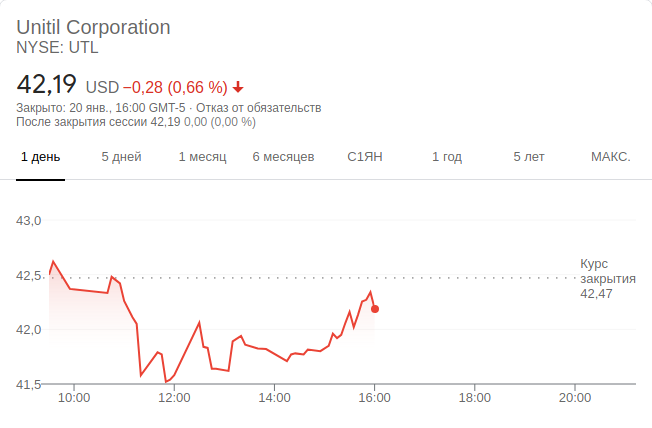 Unitil Corporation
NYSE: UTL
42,19 USD −0,28 (0,66 %)
Закрыто: 20 янв., 16:00 GMT-5 · Отказ от обязательств
После закрытия сессии 42,19 0,00 (0,00 %)
1 день 5 дней 1 месяц 6 месяцев С1ЯН 1 год 5 лет МАКС.
43,0
42,5
42,0
41,5
Курс
закрытия
42,47
10:00 12:00 14:00 16:00 18:00 20:00